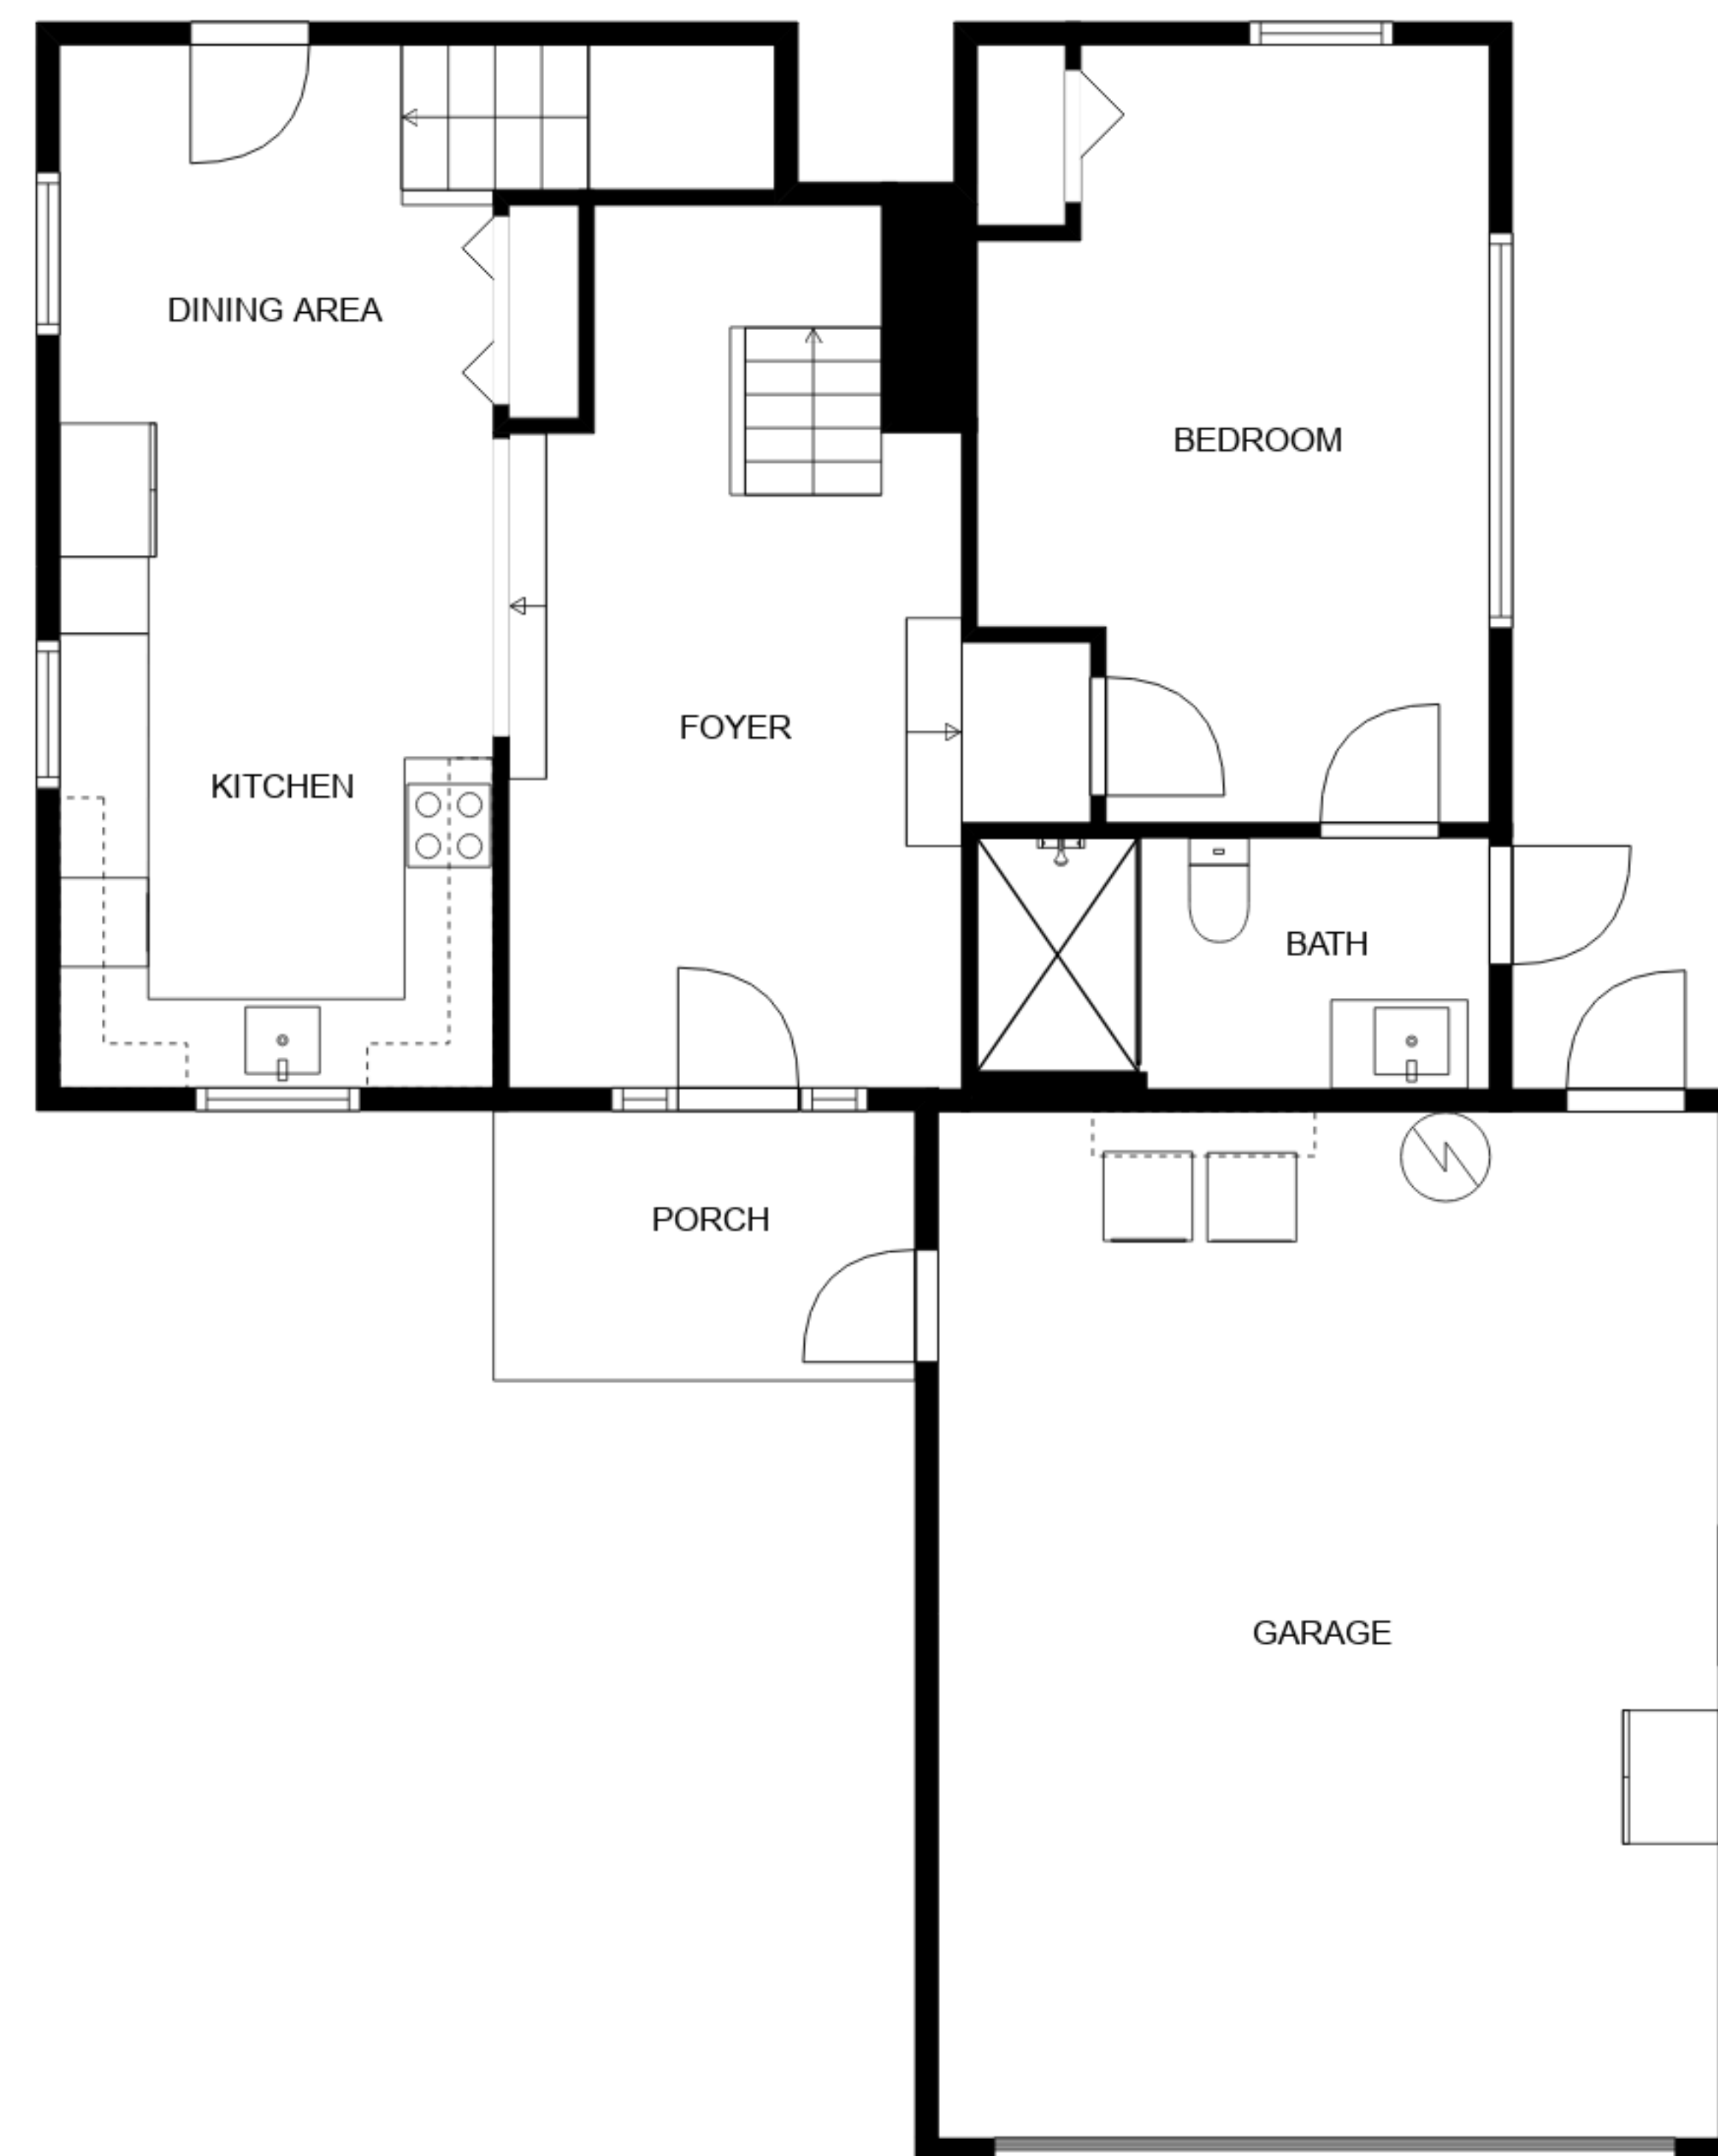 DINING AREA
BEDROOM
FOYER
KITCHEN
BATH
PORCH
GARAGE